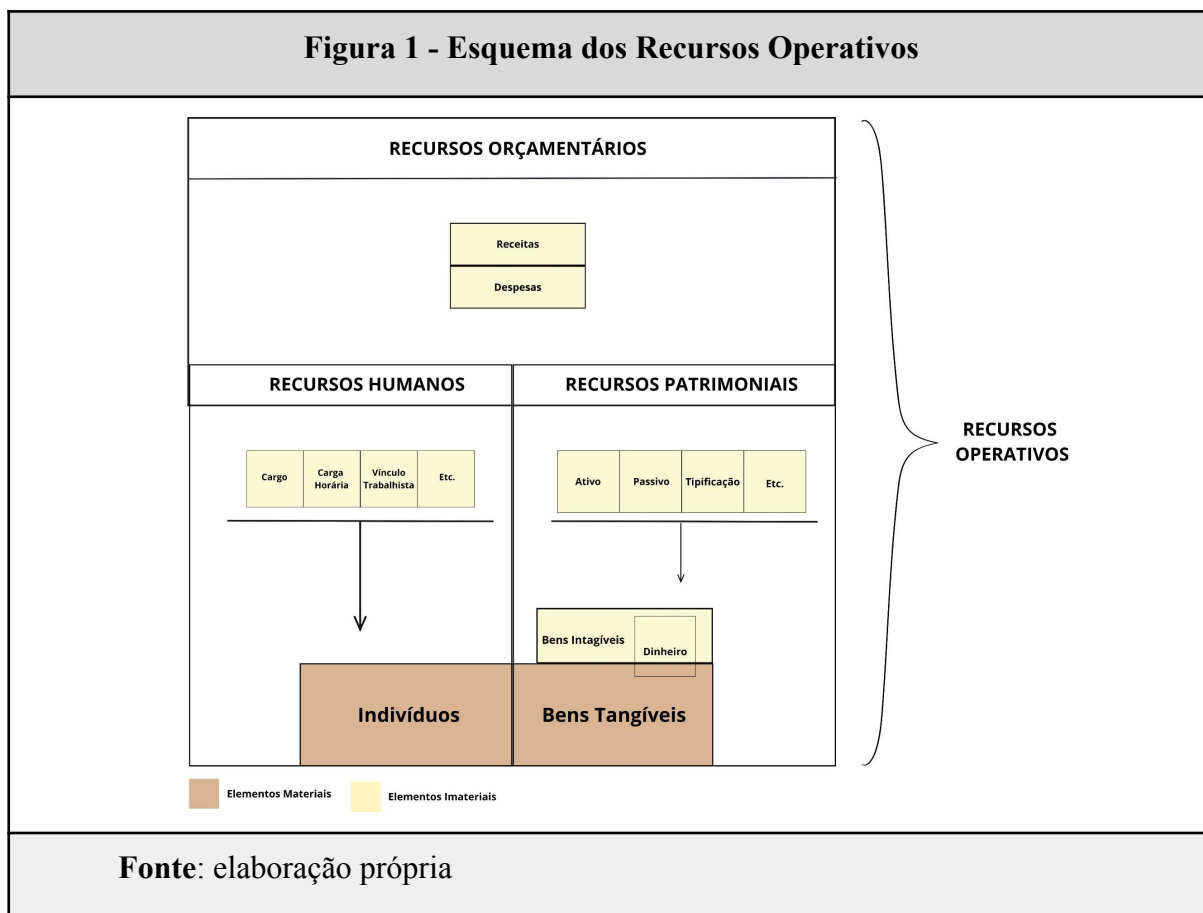 Figura 1 - Esquema dos Recursos Operativos
RECURSOS ORÇAMENTÁRIOS
Receitas
Despesas
RECURSOS HUMANOS
RECURSOS PATRIMONIAIS
Cargo
Carga
Horária
Vínculo
Trabalhista
Etc.
Ativo
Passivo
Tipificação
Etc.
RECURSOS
OPERATIVOS
Bens Intagíveis
Dinheiro
Indivíduos
Bens Tangíveis
Elementos Materiais
Elementos Imateriais
Fonte: elaboração própria